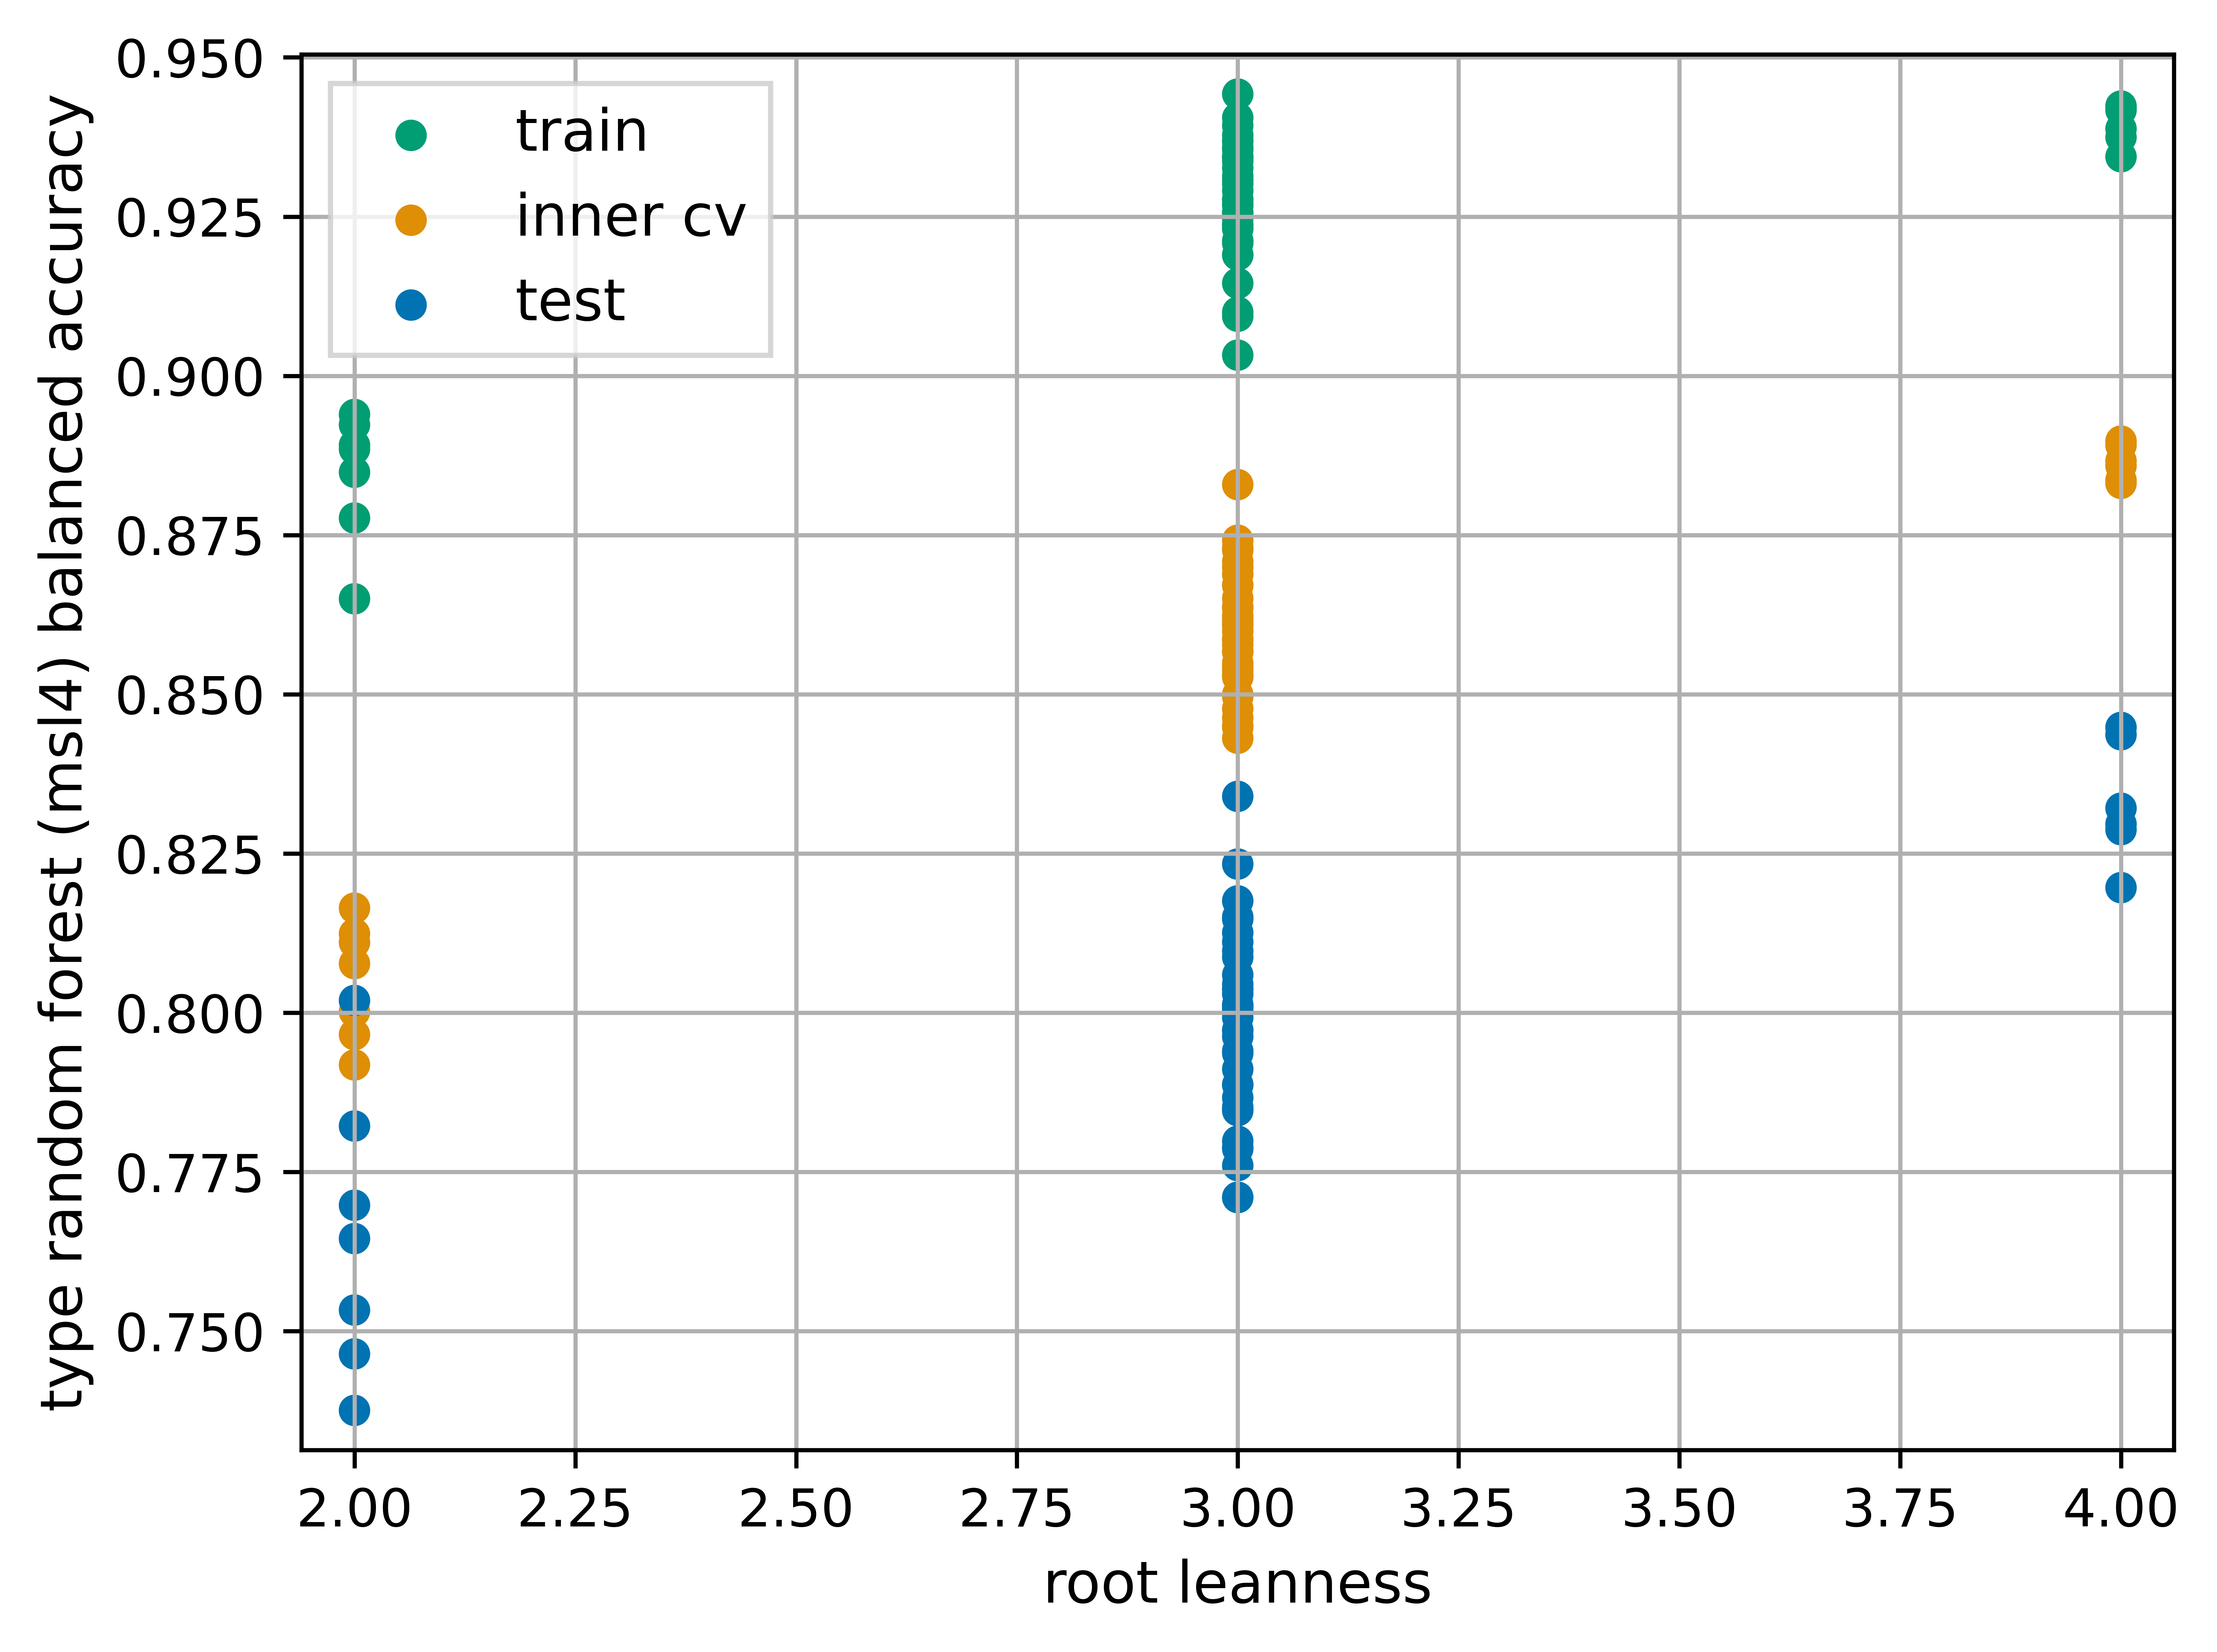 type random forest (msl4) balanced accuracy
0.950
0.925
0.900
0.875
0.850
0.825
0.800
0.775
0.750
train
inner cv
test
2.00 2.25 2.50 2.75 3.00 3.25 3.50 3.75 4.00
root leanness